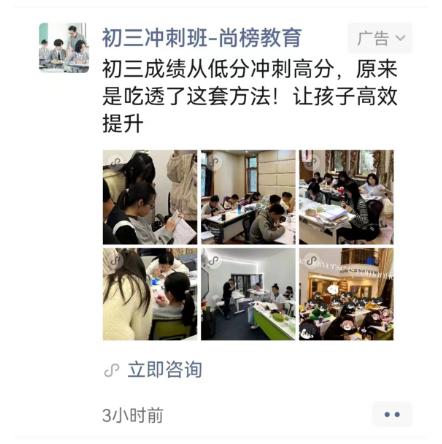 初三冲刺班-尚榜教育
广告
初三成绩从低分冲刺高分，原来
是吃透了这套方法！让孩子高效
提升
立即咨询
3小时前